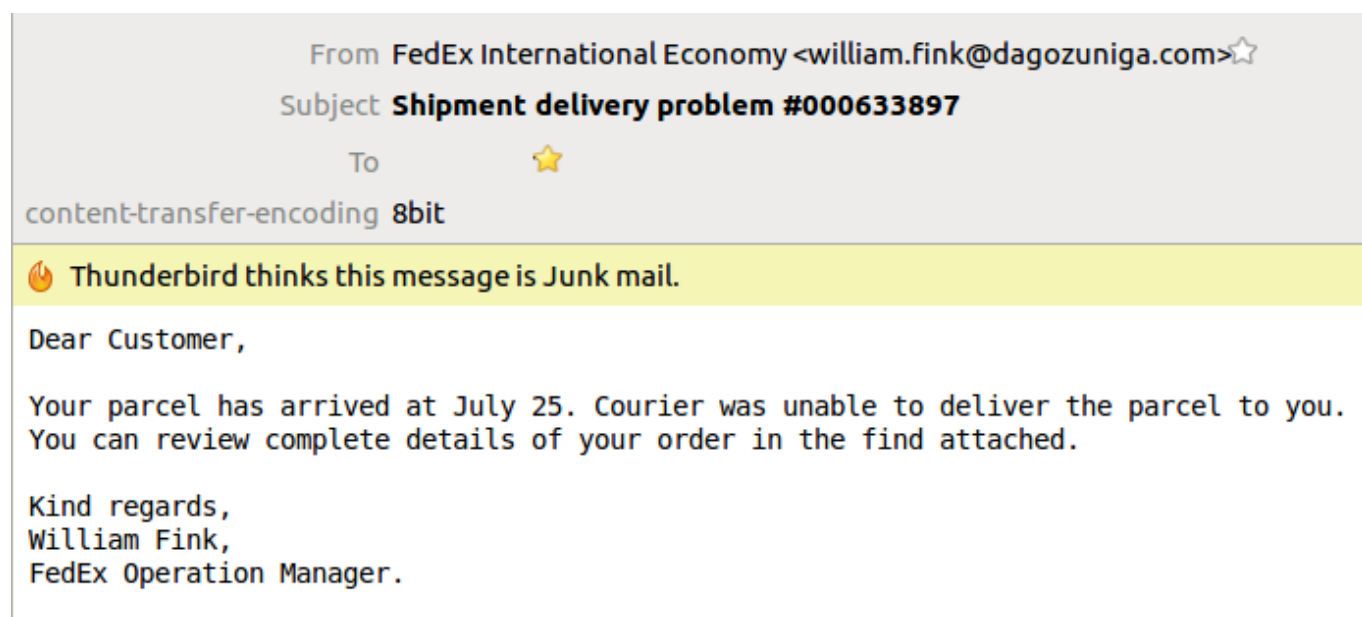 From FedEx International Economy <william.fink@dagozuniga.com>
Subject Shipment delivery problem #000633897
To
content-transfer-encoding 8bit
Thunderbird thinks this message is Junk mail.
Dear Customer,
Your parcel has arrived at July 25. Courier was unable to deliver the parcel to you.
You can review complete details of your order in the find attached.
Kind regards,
William Fink,
FedEx Operation Manager.